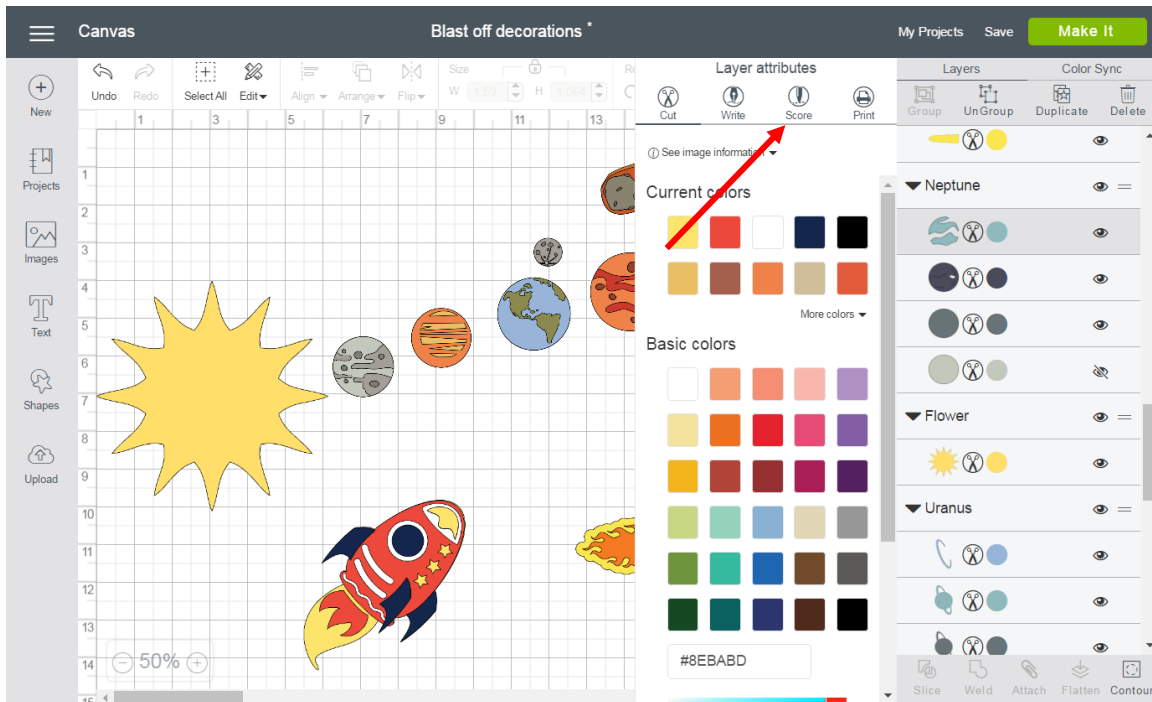 Canvas
Blast off decorations *
My Projects Save Make It
New
Projects
Images
Text
Shapes
Upload
Undo Redo Select All Edit Align Arrange Flip
Size
W 1.59 H 1.564
1 3 5 7 9 11 13
1
2
3
4
5
6
7
8
9
10
11
12
13
14
50%
Layer attributes
Cut Write Score Print
See image information
Current colors
More colors
Basic colors
#8EBABD
Layers Color Sync
Group UnGroup Duplicate Delete
Neptune
Flower
Uranus
Slice Weld Attach Flatten Contour